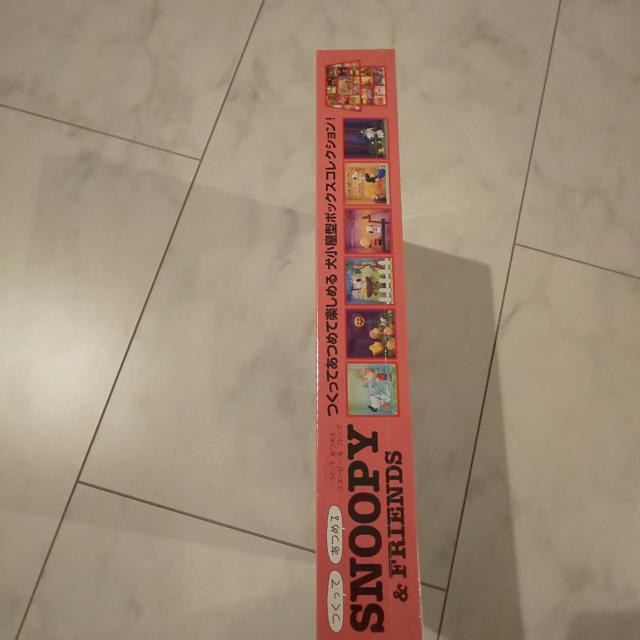 つくって あつめる
SNOOPY
& FRIENDS
つくってあつめて楽しめる 犬小屋型ボックスコレクション!